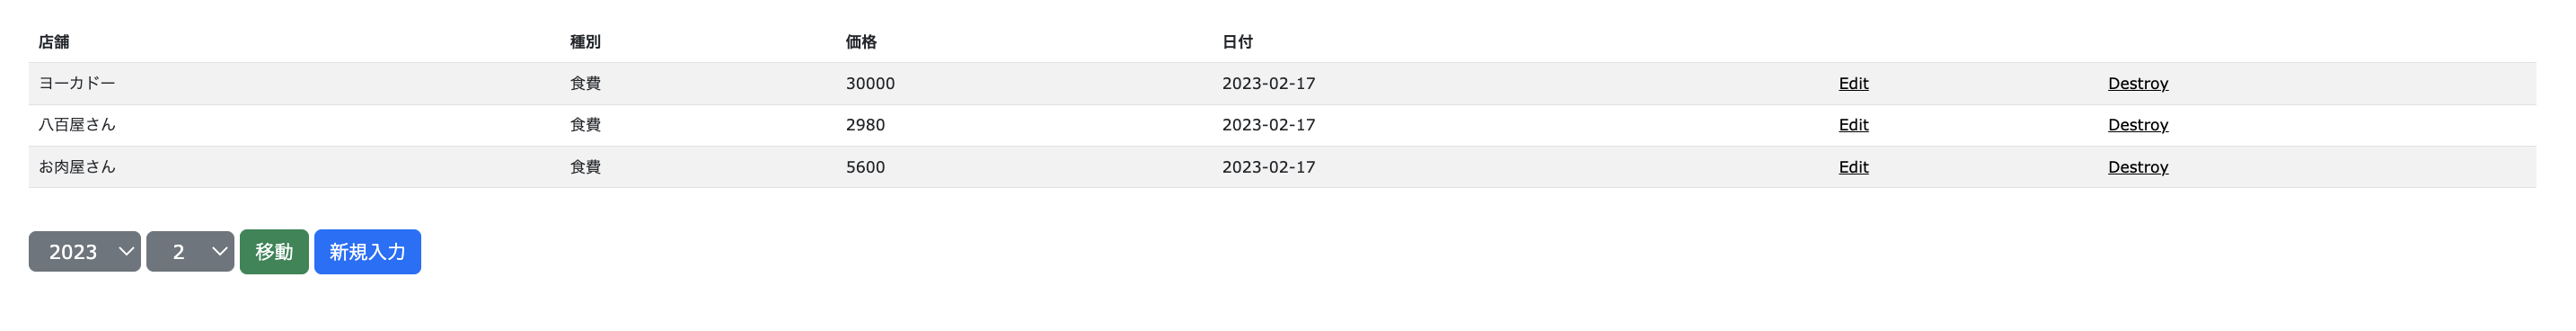 店舗 種別 価格 日付
ヨーカドー 食費 30000 2023-02-17 Edit Destroy
八百屋さん 食費 2980 2023-02-17 Edit Destroy
お肉屋さん 食費 5600 2023-02-17 Edit Destroy
2023 2 移動 新規入力